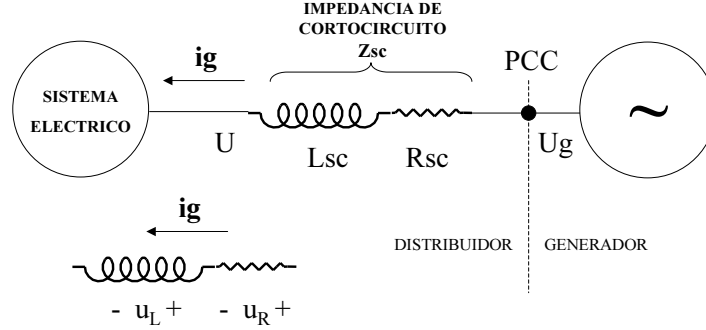 IMPEDANCIA DE
CORTOCIRCUITO
Zsc
ig
PCC
SISTEMA
ELECTRICO
~
U
Lsc
Rsc
Ug
ig
DISTRIBUIDOR
GENERADOR
- uL + - uR +